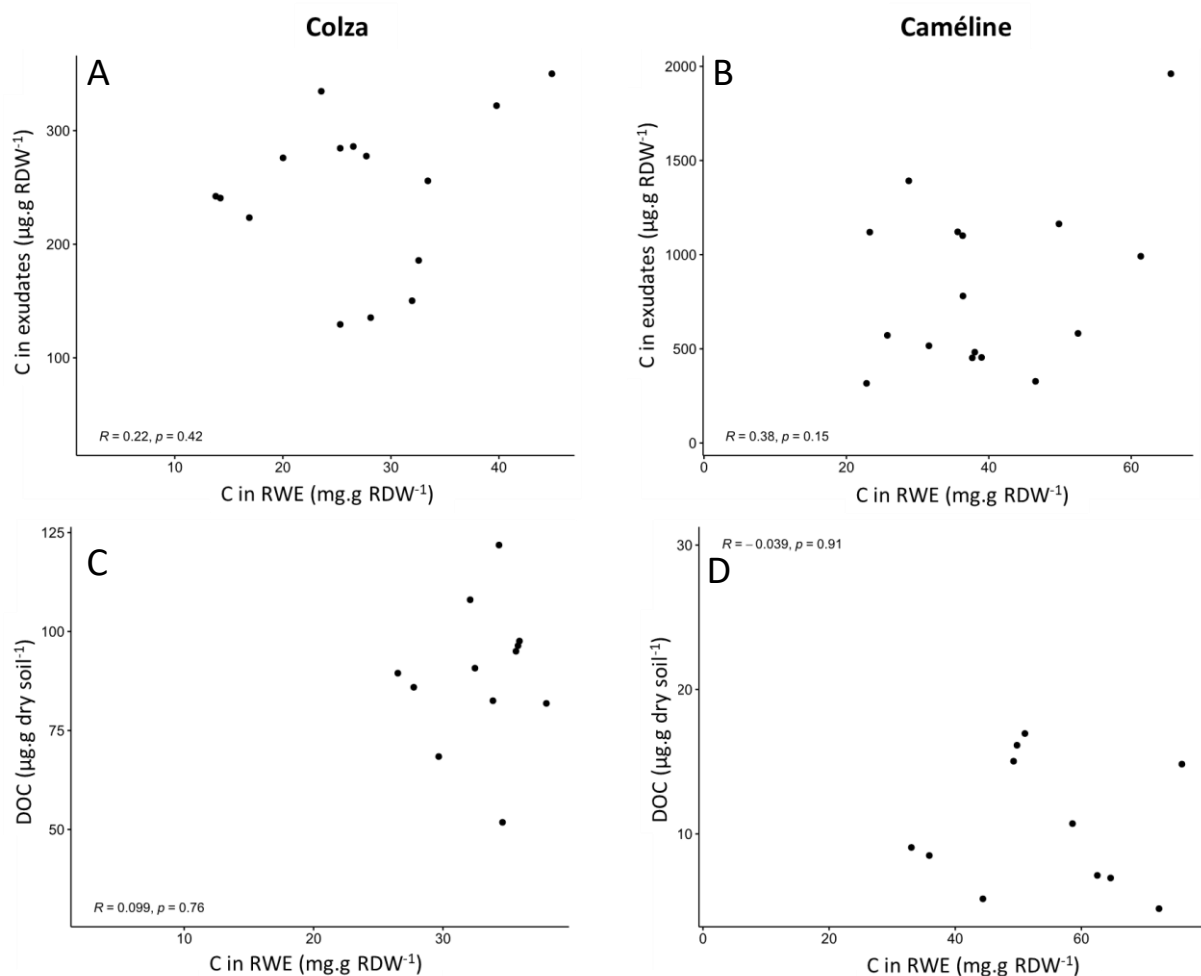 Colza
Caméline
A
300
200
100
C in exudates (µg.g RDW⁻¹)
R = 0.22, p = 0.42
10 20 30 40
C in RWE (mg.g RDW⁻¹)
B
2000
1500
1000
500
0
C in exudates (µg.g RDW⁻¹)
R = 0.38, p = 0.15
0 20 40 60
C in RWE (mg.g RDW⁻¹)
C
125
100
75
50
DOC (µg.g dry soil⁻¹)
R = 0.099, p = 0.76
10 20 30
C in RWE (mg.g RDW⁻¹)
R = − 0.039, p = 0.91
D
30
20
10
DOC (µg.g dry soil⁻¹)
0 20 40 60
C in RWE (mg.g RDW⁻¹)